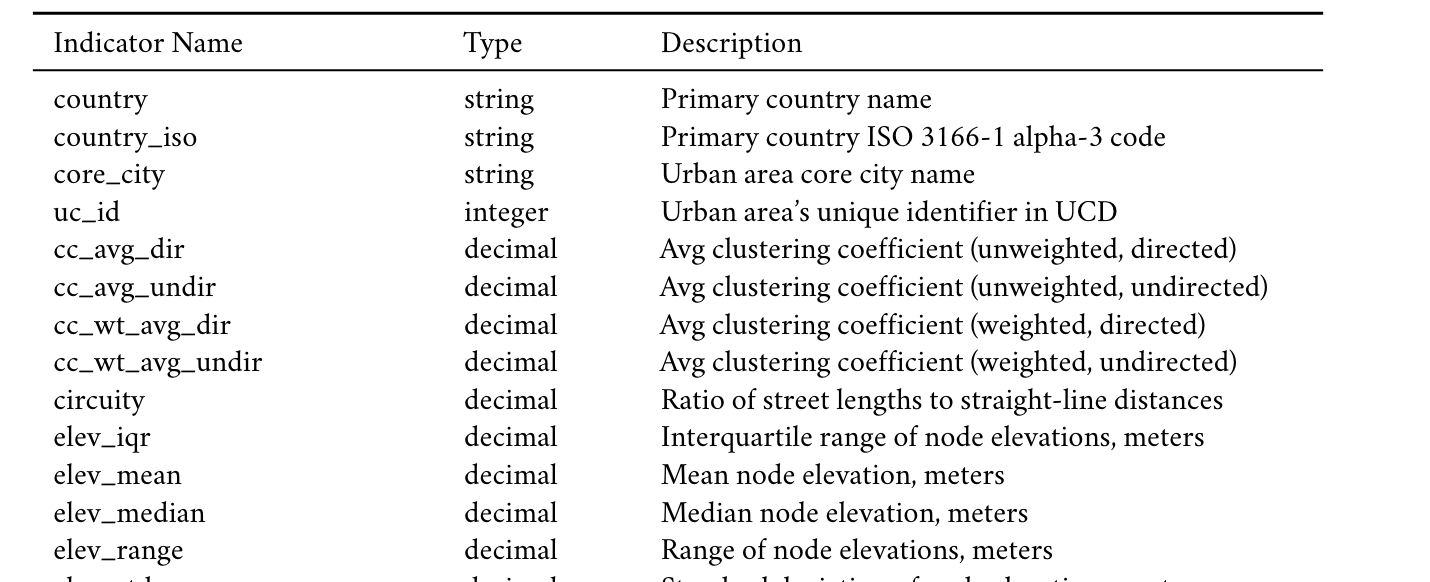 Indicator Name Type Description
country string Primary country name
country_iso string Primary country ISO 3166-1 alpha-3 code
core_city string Urban area core city name
uc_id integer Urban area’s unique identifier in UCD
cc_avg_dir decimal Avg clustering coefficient (unweighted, directed)
cc_avg_undir decimal Avg clustering coefficient (unweighted, undirected)
cc_wt_avg_dir decimal Avg clustering coefficient (weighted, directed)
cc_wt_avg_undir decimal Avg clustering coefficient (weighted, undirected)
circuity decimal Ratio of street lengths to straight-line distances
elev_iqr decimal Interquartile range of node elevations, meters
elev_mean decimal Mean node elevation, meters
elev_median decimal Median node elevation, meters
elev_range decimal Range of node elevations, meters